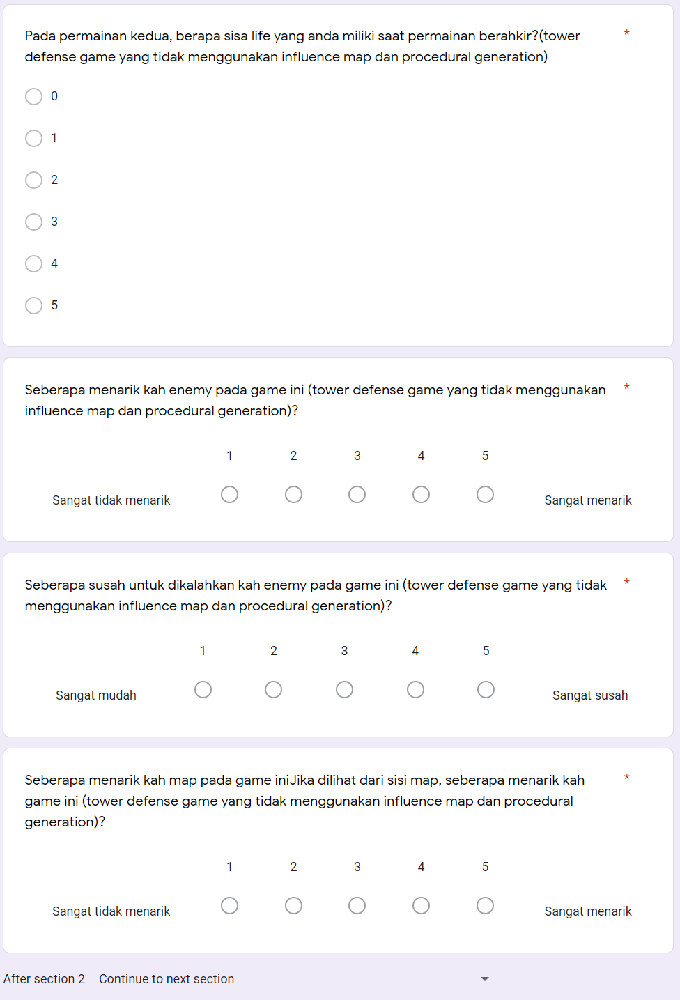 Pada permainan kedua, berapa sisa life yang anda miliki saat permainan berahkir?(tower *
defense game yang tidak menggunakan influence map dan procedural generation)
0
1
2
3
4
5
Seberapa menarik kah enemy pada game ini (tower defense game yang tidak menggunakan *
influence map dan procedural generation)?
1 2 3 4 5
Sangat tidak menarik Sangat menarik
Seberapa susah untuk dikalahkan kah enemy pada game ini (tower defense game yang tidak *
menggunakan influence map dan procedural generation)?
1 2 3 4 5
Sangat mudah Sangat susah
Seberapa menarik kah map pada game iniJika dilihat dari sisi map, seberapa menarik kah *
game ini (tower defense game yang tidak menggunakan influence map dan procedural
generation)?
1 2 3 4 5
Sangat tidak menarik Sangat menarik
After section 2 Continue to next section